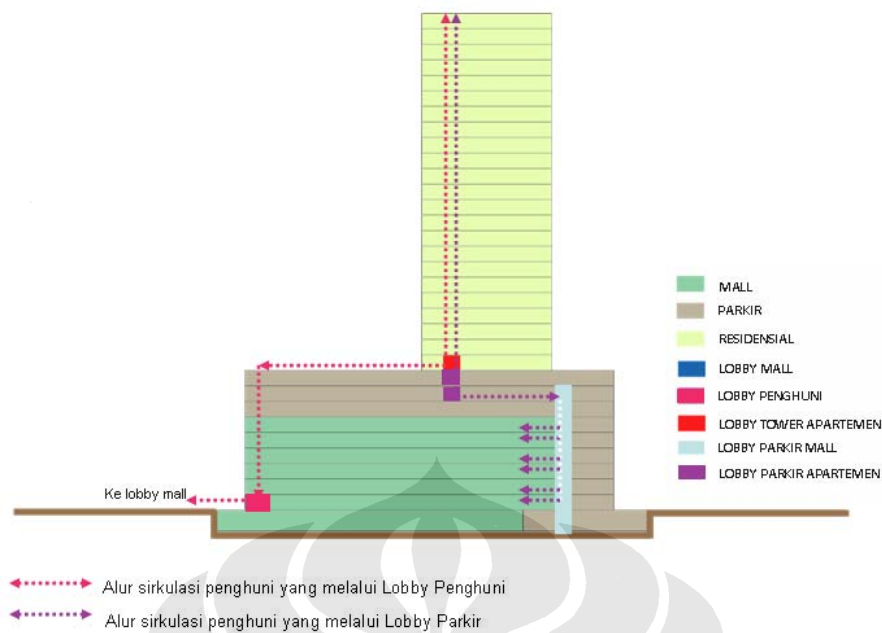 MALL
PARKIR
RESIDENSIAL
LOBBY MALL
LOBBY PENGHUNI
LOBBY TOWER APARTEMEN
LOBBY PARKIR MALL
LOBBY PARKIR APARTEMEN
Ke lobby mall
Alur sirkulasi penghuni yang melalui Lobby Penghuni
Alur sirkulasi penghuni yang melalui Lobby Parkir